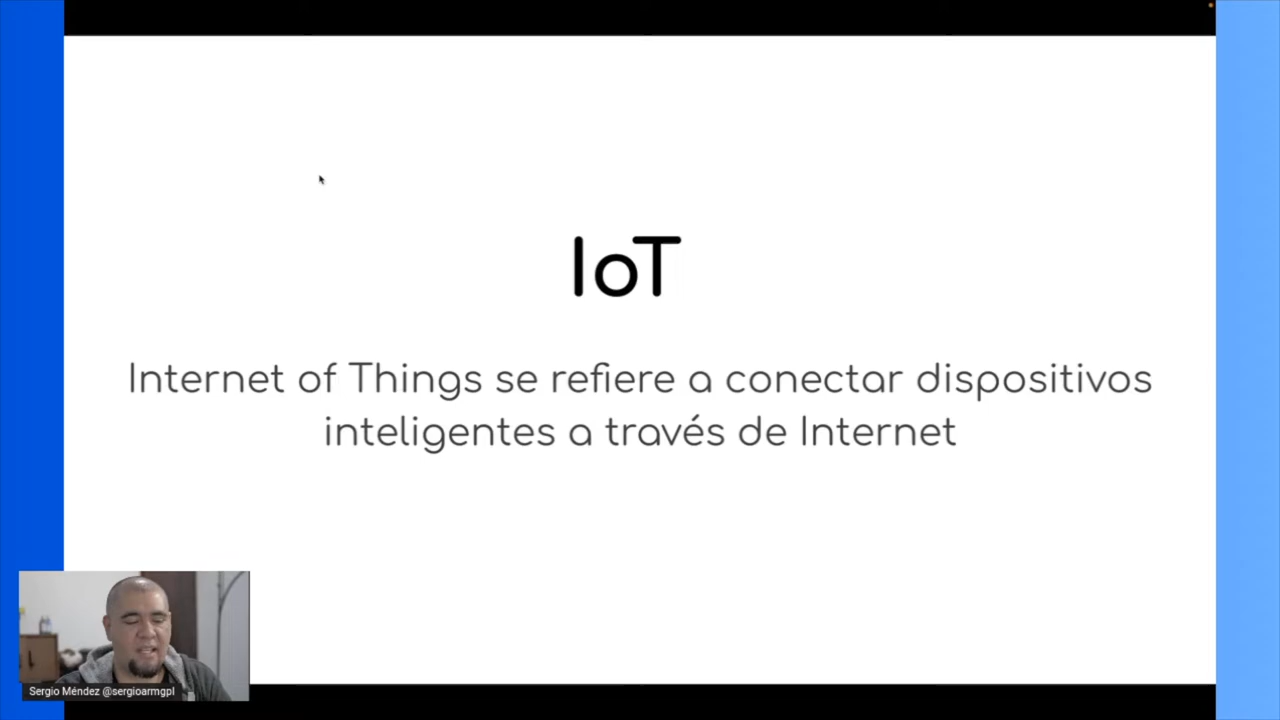 IoT
Internet of Things se refiere a conectar dispositivos
inteligentes a través de Internet
Sergio Méndez @sergioarmgpl